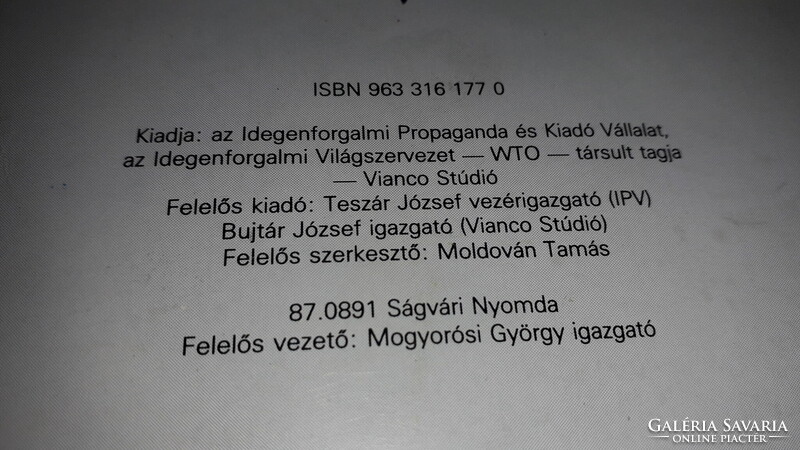 ISBN 963 316 177 0
Kiadja: az Idegenforgalmi Propaganda és Kiadó Vállalat,
az Idegenforgalmi Világszervezet — WTO — társult tagja
— Vianco Stúdió
Felelős kiadó: Teszár József vezérigazgató (IPV)
Bujtár József igazgató (Vianco Stúdió)
Felelős szerkesztő: Moldován Tamás
87.0891 Ságvári Nyomda
Felelős vezető: Mogyorósi György igazgató
GALÉRIA SAVARIA
ONLINE PIACTÉR